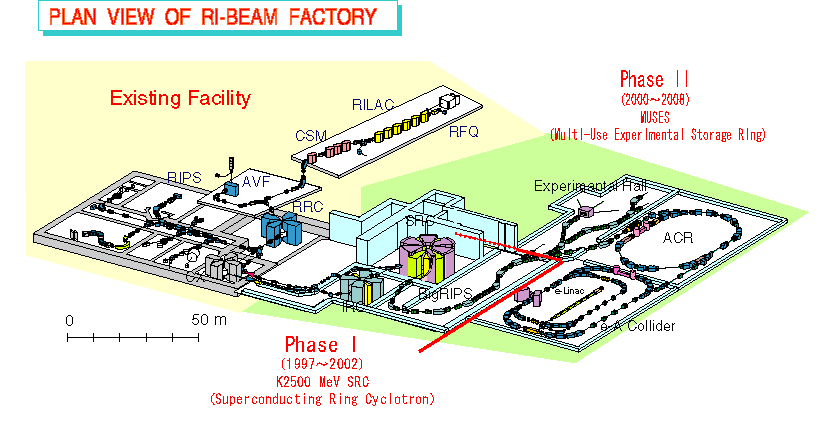 PLAN VIEW OF RI-BEAM FACTORY
Existing Facility
Phase II
(2000～2008)
MUSES
(Multi-Use Experimental Storage Ring)
RILAC
CSM
RFQ
RIPS
AVF
RRC
SRC
Experimental Hall
ACR
BigRIPS
IRC
e-Linac
e-A Collider
0
50 m
Phase I
(1997～2002)
K2500 MeV SRC
(Superconducting Ring Cyclotron)